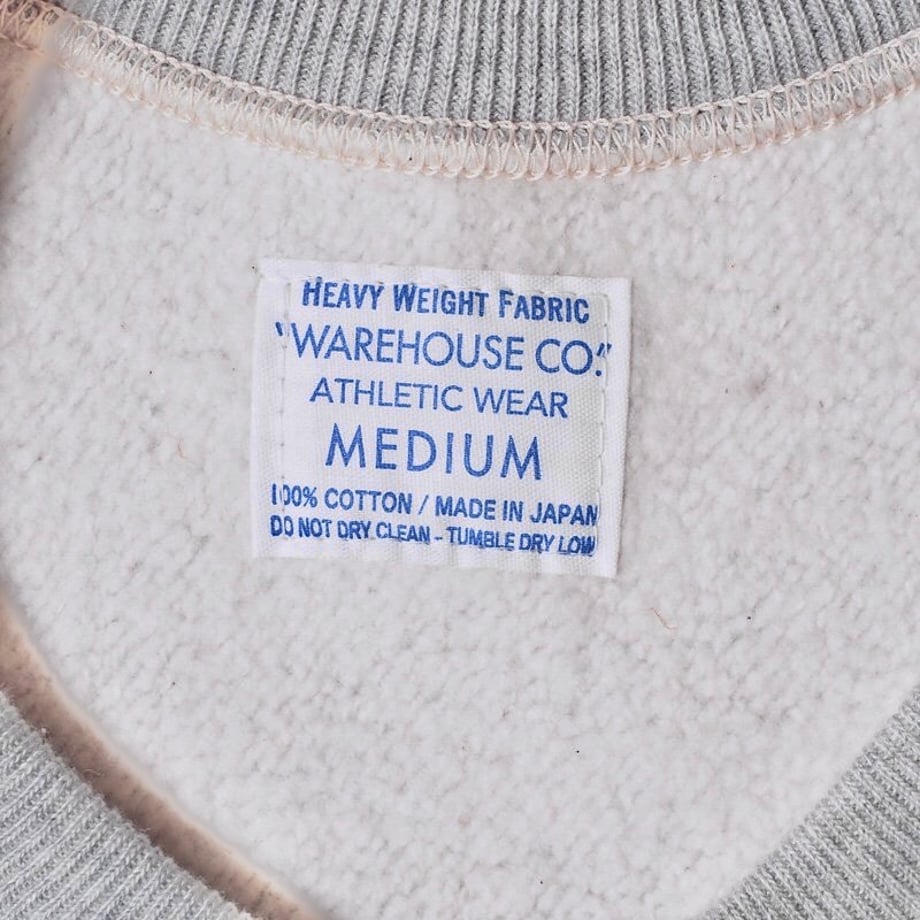 HEAVY WEIGHT FABRIC
"WAREHOUSE CO."
ATHLETIC WEAR
MEDIUM
100% COTTON / MADE IN JAPAN
DO NOT DRY CLEAN - TUMBLE DRY LOW